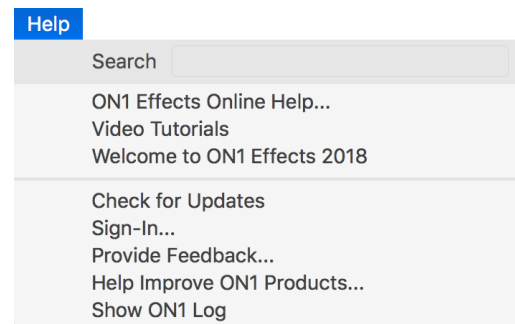 Help
Search
ON1 Effects Online Help...
Video Tutorials
Welcome to ON1 Effects 2018
Check for Updates
Sign-In...
Provide Feedback...
Help Improve ON1 Products...
Show ON1 Log